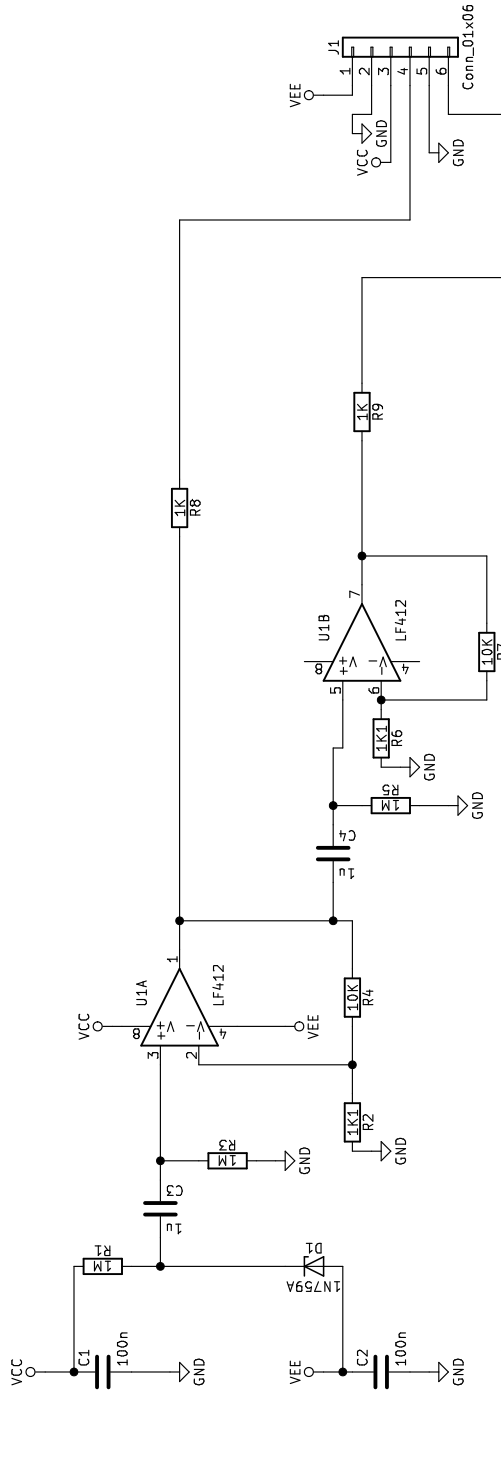 J1
Conn_01x06
1
2
3
4
5
6
VEE
GND
VCC
GND
1K
R9
1K
R8
7
U1B
LF412
8
V+
+
V-
-
4
5
6
10K
1K1
R6
GND
R5
1M
GND
C4
1u
1
U1A
LF412
VCC
8
V+
+
V-
-
4
VEE
3
2
10K
R4
1K1
R2
GND
R3
1M
GND
C3
1u
R1
1M
D1
1N759A
VCC
C1
100n
GND
VEE
C2
100n
GND